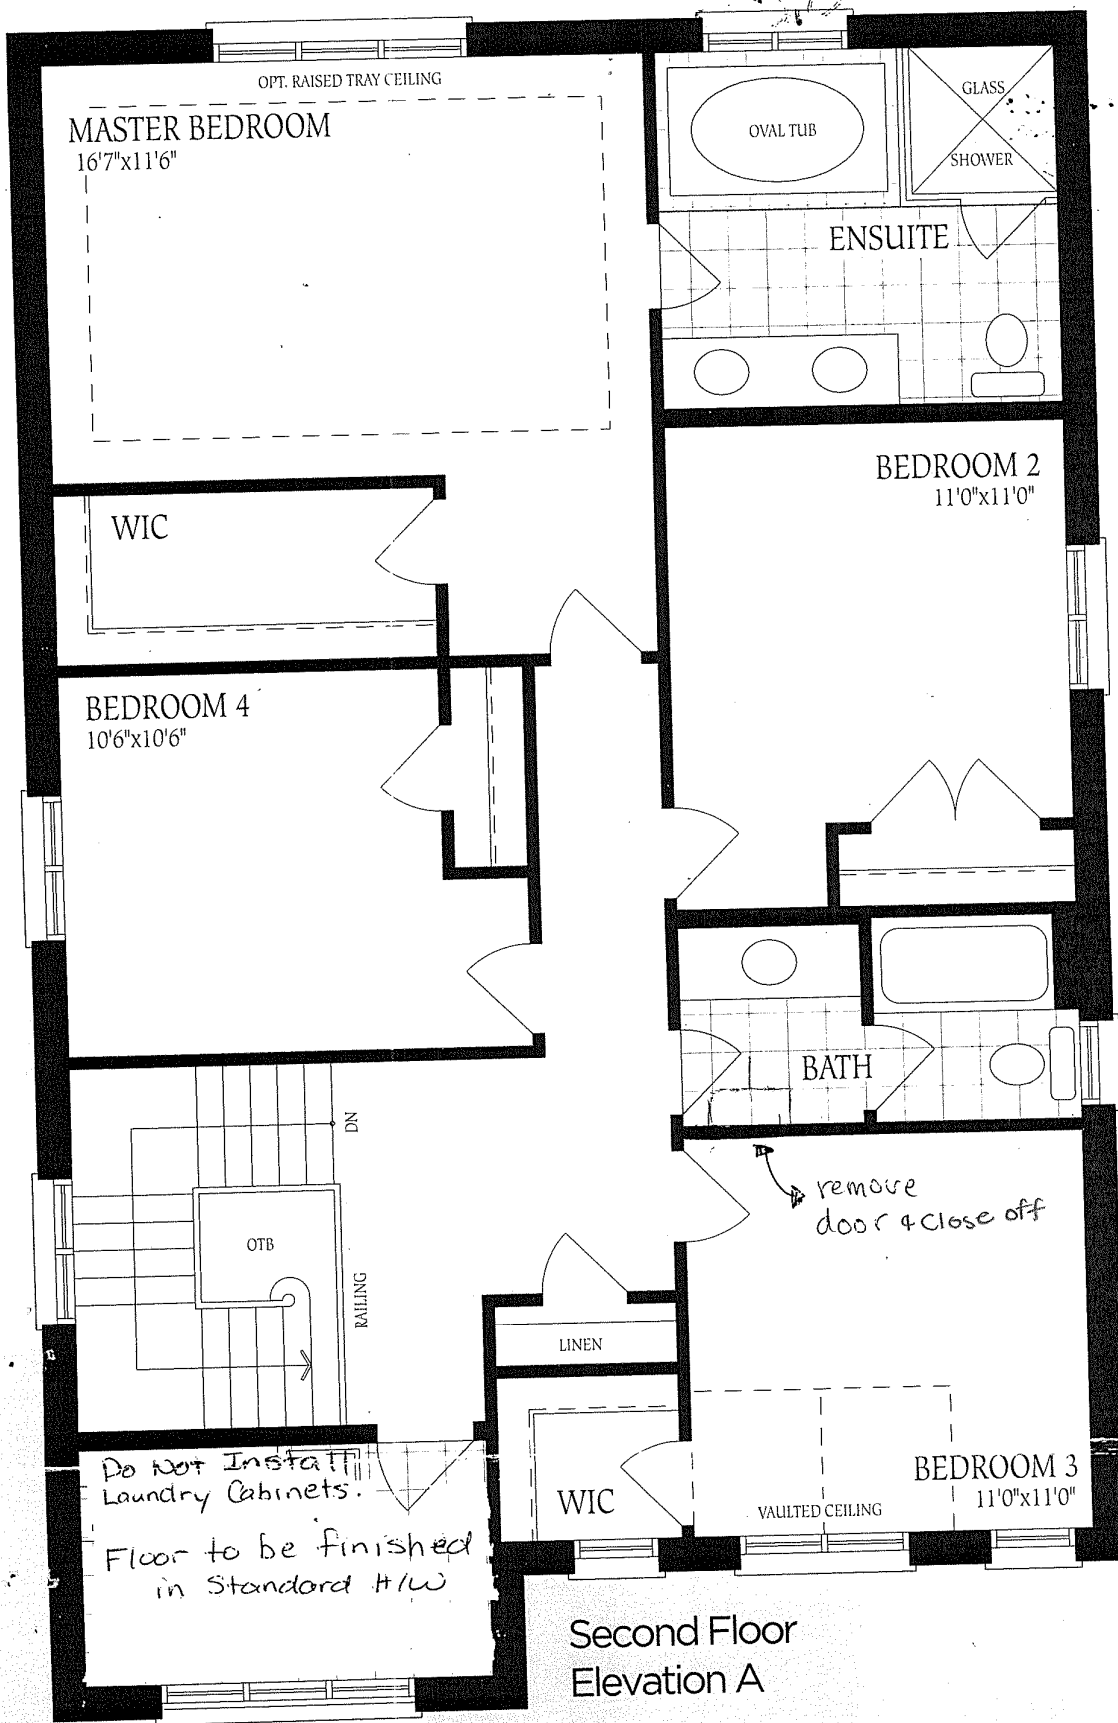 OPT. RAISED TRAY CEILING
MASTER BEDROOM
16'7"x11'6"
OVAL TUB
GLASS
SHOWER
ENSUITE
BEDROOM 2
11'0"x11'0"
WIC
BEDROOM 4
10'6"x10'6"
BATH
DN
remove
door & close off
OTB
RAILING
LINEN
Do Not Install
Laundry Cabinets.
Floor to be finished
in Standard H/W
WIC
VAULTED CEILING
BEDROOM 3
11'0"x11'0"
Second Floor
Elevation A